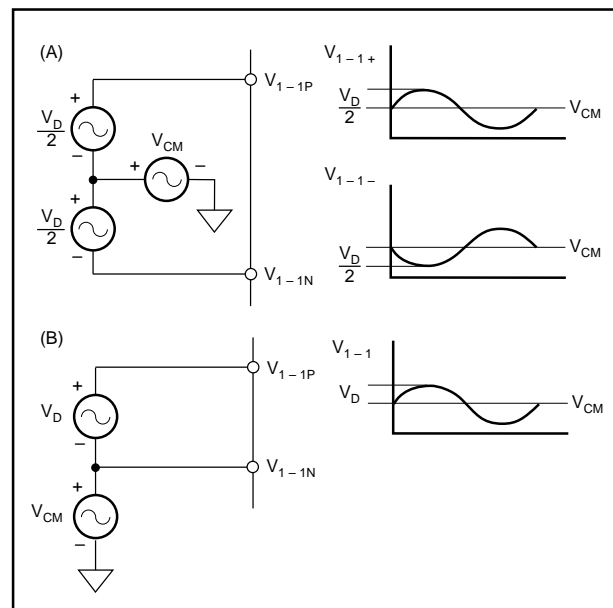 (A)
+
V_D
2
–
V_CM
+ –
+
V_D
2
–
V_1–1P
V_1–1N
V_1–1+
V_D
2
V_CM
V_1–1–
V_D
2
V_CM
(B)
+
V_D
–
+
V_CM
–
V_1–1P
V_1–1N
V_1–1
V_D
V_CM